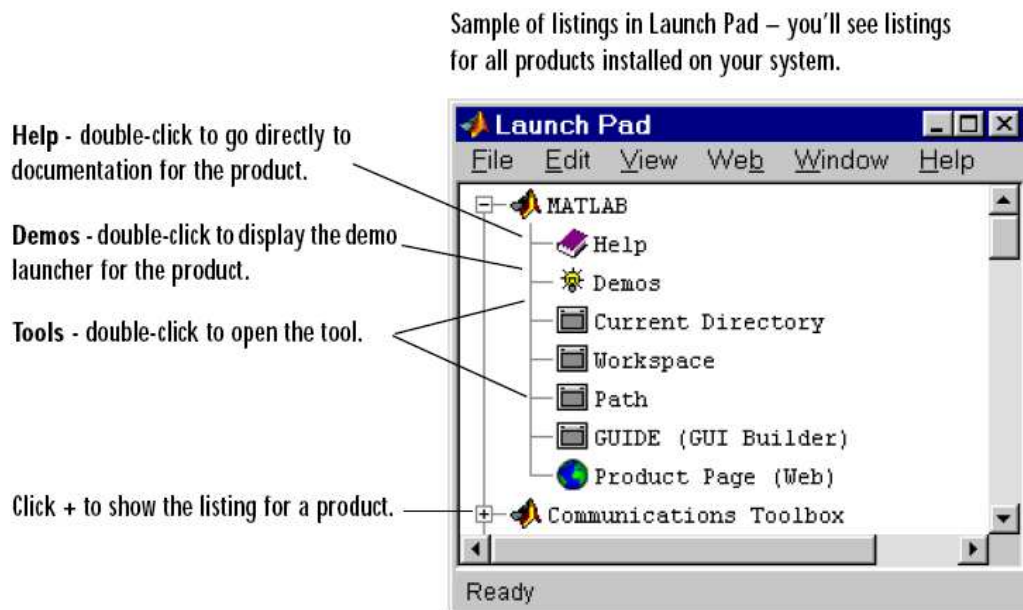 Sample of listings in Launch Pad – you'll see listings
for all products installed on your system.
Help - double-click to go directly to
documentation for the product.
Demos - double-click to display the demo
launcher for the product.
Tools - double-click to open the tool.
Click + to show the listing for a product.
Launch Pad
File Edit View Web Window Help
MATLAB
Help
Demos
Current Directory
Workspace
Path
GUIDE (GUI Builder)
Product Page (Web)
Communications Toolbox
Ready